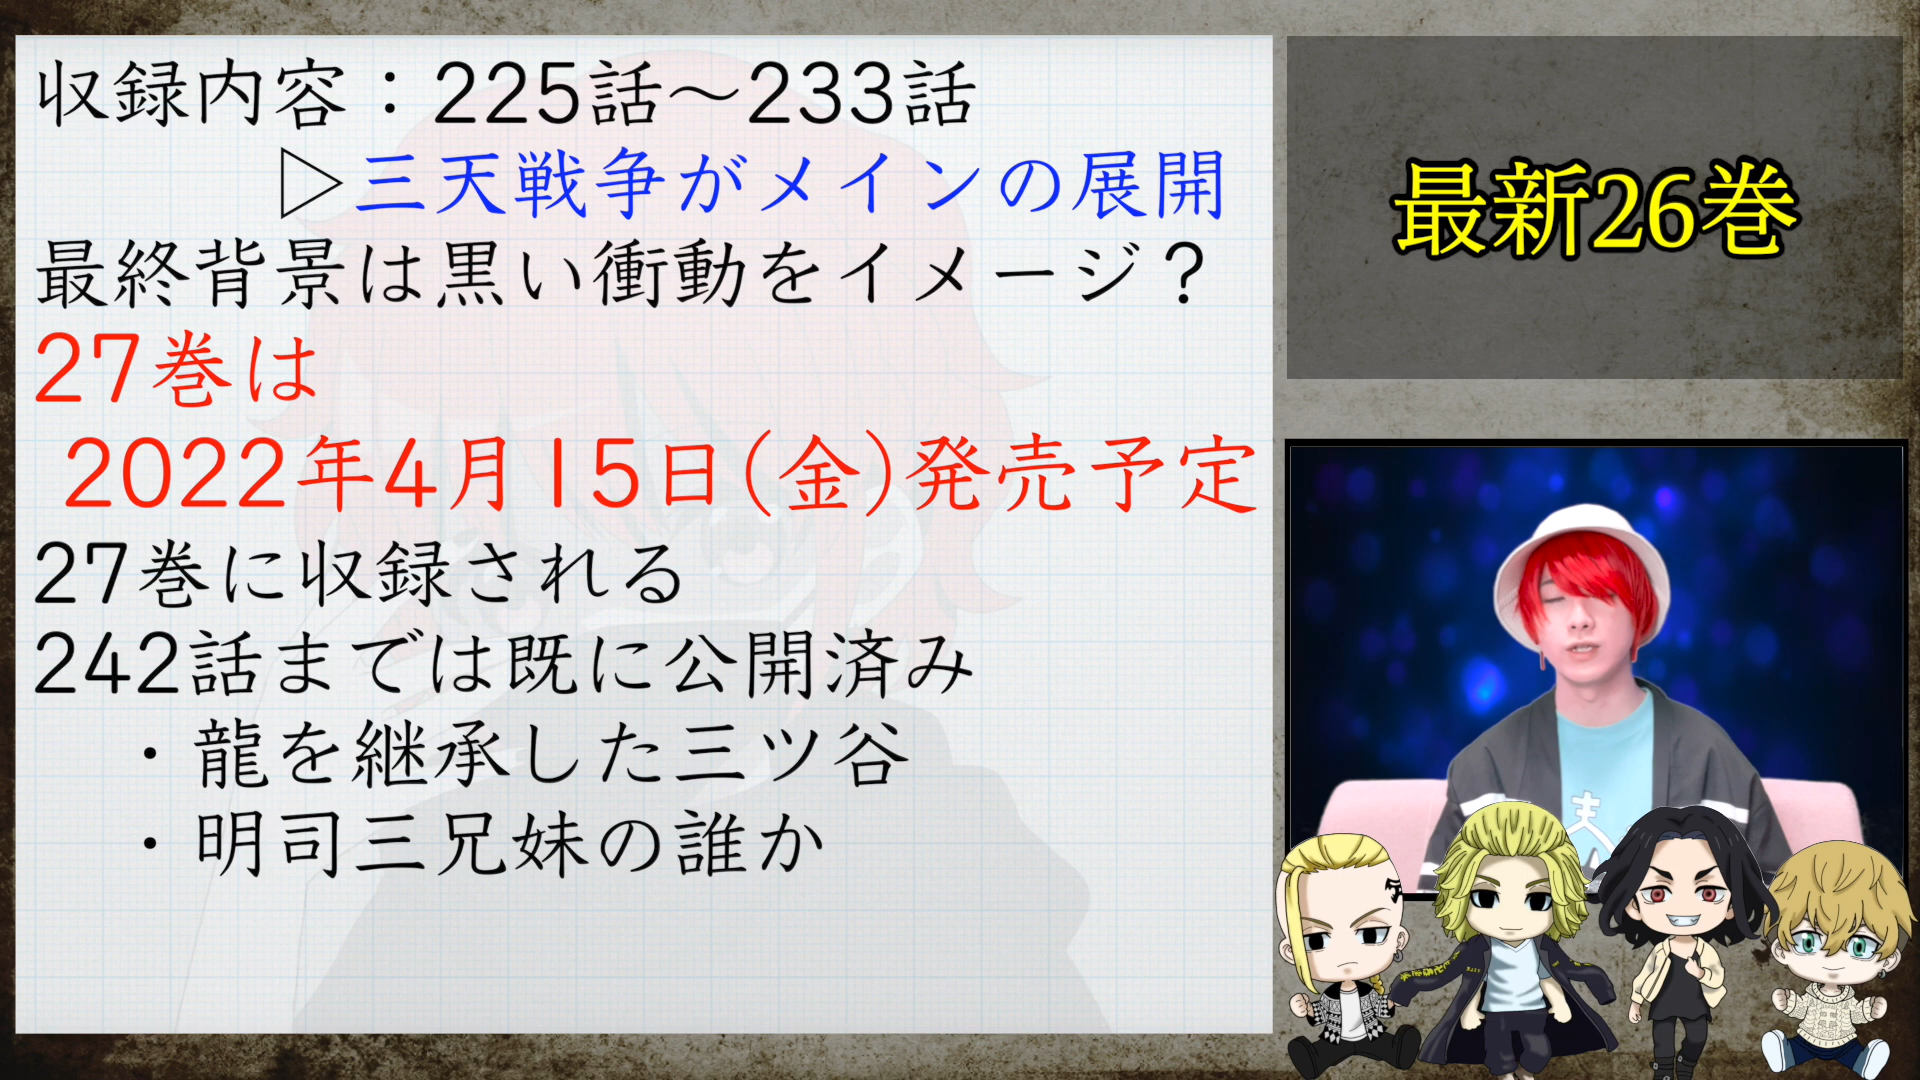 収録内容：225話～233話
▷三天戦争がメインの展開
最終背景は黒い衝動をイメージ？
27巻は
2022年4月15日(金)発売予定
27巻に収録される
242話までは既に公開済み
・龍を継承した三ツ谷
・明司三兄妹の誰か
最新26巻